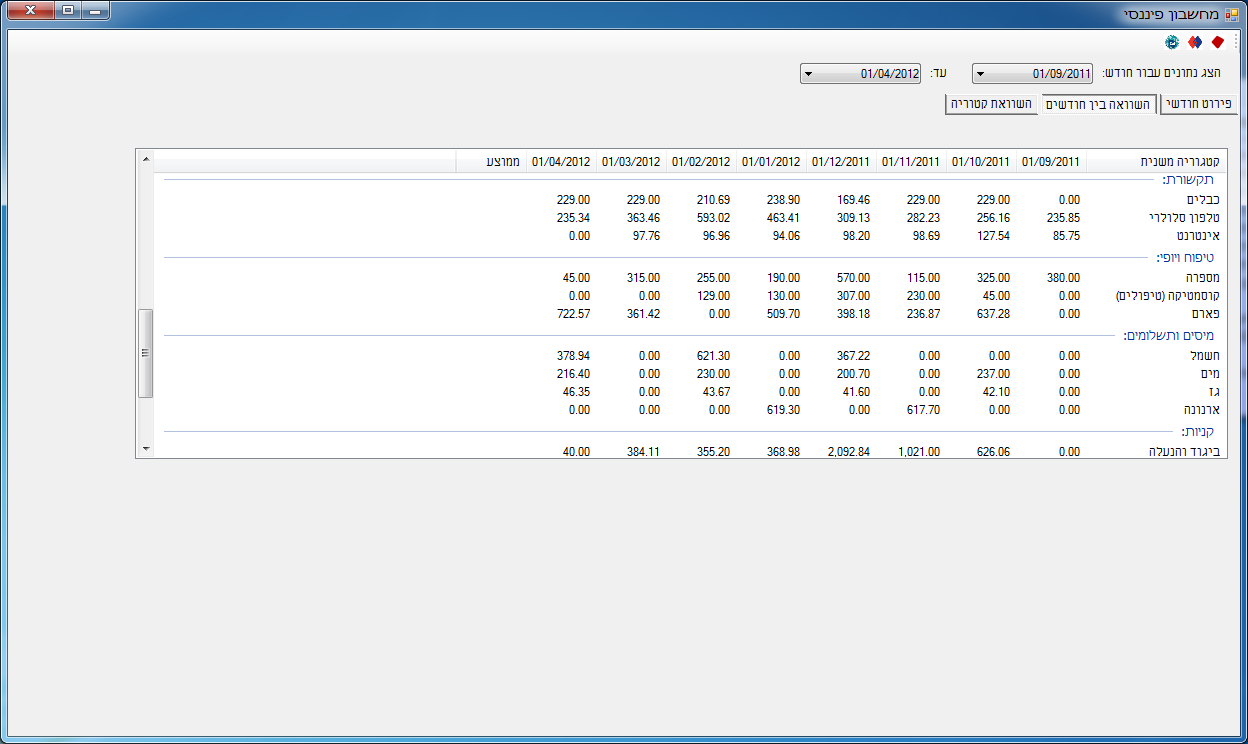 מחשבון פיננסי
הצג נתונים עבור חודש: 01/09/2011 עד: 01/04/2012
פירוט חודשי השוואה בין חודשים השוואת קטגוריה
קטגוריה משנית 01/09/2011 01/10/2011 01/11/2011 01/12/2011 01/01/2012 01/02/2012 01/03/2012 01/04/2012 ממוצע
תקשורת:
כבלים 0.00 229.00 229.00 169.46 238.90 210.69 229.00 229.00
טלפון סלולרי 235.85 256.16 282.23 309.13 463.41 593.02 363.46 235.34
אינטרנט 85.75 127.54 98.69 98.20 94.06 96.96 97.76 0.00
טיפוח ויופי:
מספרה 380.00 325.00 115.00 570.00 190.00 255.00 315.00 45.00
קוסמטיקה (טיפולים) 0.00 45.00 230.00 307.00 130.00 129.00 0.00 0.00
פארם 0.00 637.28 236.87 398.18 509.70 0.00 361.42 722.57
מיסים ותשלומים:
חשמל 0.00 0.00 0.00 367.22 0.00 621.30 0.00 378.94
מים 0.00 237.00 0.00 200.70 0.00 230.00 0.00 216.40
גז 0.00 42.10 0.00 41.60 0.00 43.67 0.00 46.35
ארנונה 0.00 0.00 617.70 0.00 619.30 0.00 0.00 0.00
קניות:
ביגוד והנעלה 0.00 626.06 1,021.00 2,092.84 368.98 355.20 384.11 40.00